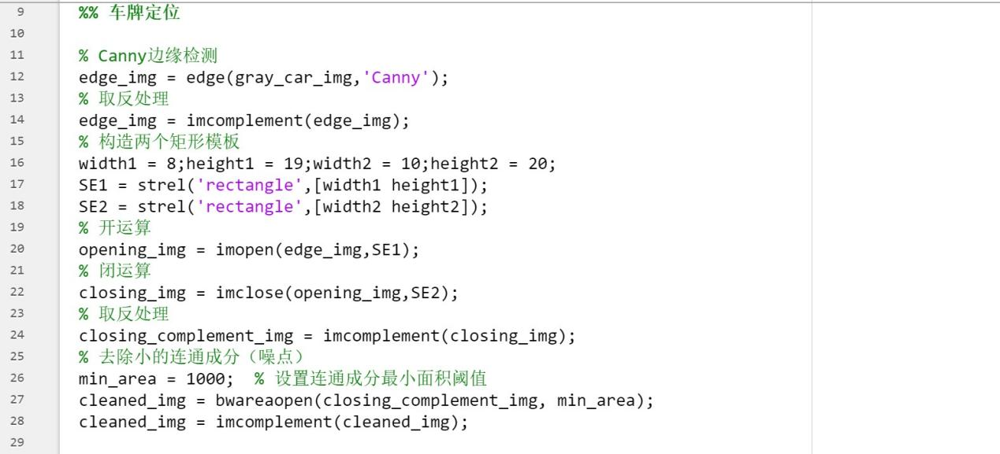 9 %% 车牌定位
10
11 % Canny边缘检测
12 edge_img = edge(gray_car_img,'Canny');
13 % 取反处理
14 edge_img = imcomplement(edge_img);
15 % 构造两个矩形模板
16 width1 = 8;height1 = 19;width2 = 10;height2 = 20;
17 SE1 = strel('rectangle',[width1 height1]);
18 SE2 = strel('rectangle',[width2 height2]);
19 % 开运算
20 opening_img = imopen(edge_img,SE1);
21 % 闭运算
22 closing_img = imclose(opening_img,SE2);
23 % 取反处理
24 closing_complement_img = imcomplement(closing_img);
25 % 去除小的连通成分（噪点）
26 min_area = 1000;  % 设置连通成分最小面积阈值
27 cleaned_img = bwareaopen(closing_complement_img, min_area);
28 cleaned_img = imcomplement(cleaned_img);
29